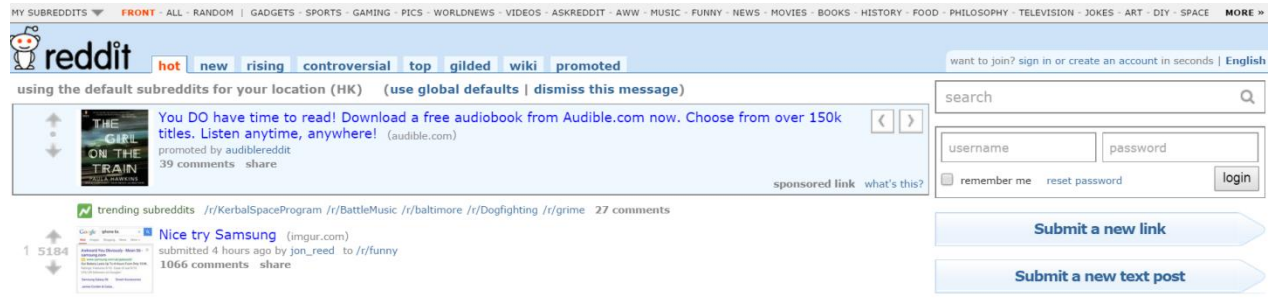 MY SUBREDDITS ▼ FRONT - ALL - RANDOM | GADGETS - SPORTS - GAMING - PICS - WORLDNEWS - VIDEOS - ASKREDDIT - AWW - MUSIC - FUNNY - NEWS - MOVIES - BOOKS - HISTORY - FOOD - PHILOSOPHY - TELEVISION - JOKES - ART - DIY - SPACE MORE »
reddit hot new rising controversial top gilded wiki promoted
want to join? sign in or create an account in seconds | English
using the default subreddits for your location (HK) (use global defaults | dismiss this message)
You DO have time to read! Download a free audiobook from Audible.com now. Choose from over 150k
titles. Listen anytime, anywhere! (audible.com)
promoted by audiblereddit
39 comments share
sponsored link what's this?
THE
GIRL
ON THE
TRAIN
PAULA HAWKINS
trending subreddits /r/KerbalSpaceProgram /r/BattleMusic /r/baltimore /r/Dogfighting /r/grime 27 comments
1 5184
Nice try Samsung (imgur.com)
submitted 4 hours ago by jon_reed to /r/funny
1066 comments share
search
username password
remember me reset password login
Submit a new link
Submit a new text post